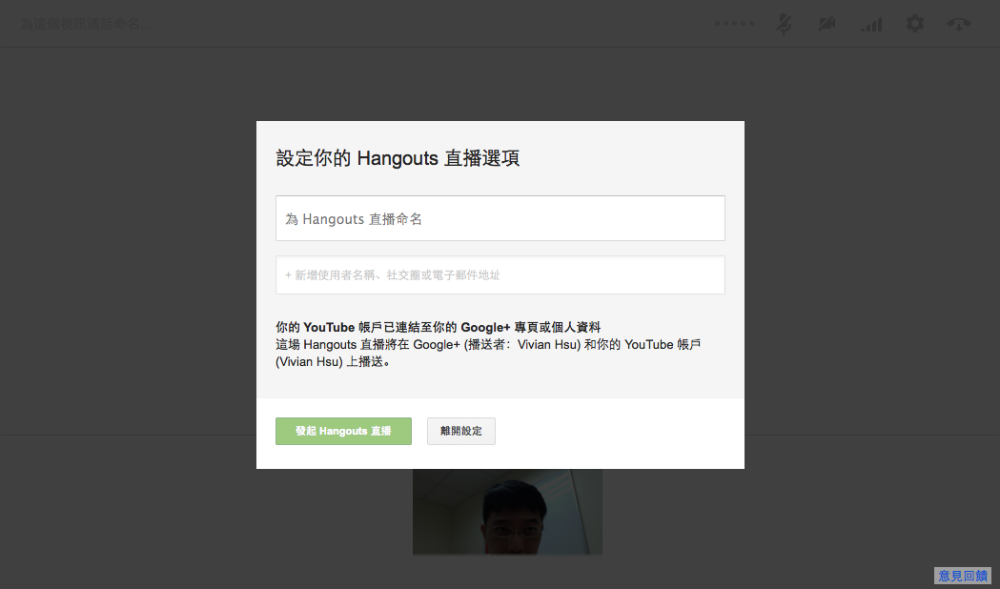 為這個視訊通話命名...
設定你的 Hangouts 直播選項
為 Hangouts 直播命名
+ 新增使用者名稱、社交圈或電子郵件地址
你的 YouTube 帳戶已連結至你的 Google+ 專頁或個人資料
這場 Hangouts 直播將在 Google+ (播送者: Vivian Hsu) 和你的 YouTube 帳戶
(Vivian Hsu) 上播送。
發起 Hangouts 直播
離開設定
意見回饋